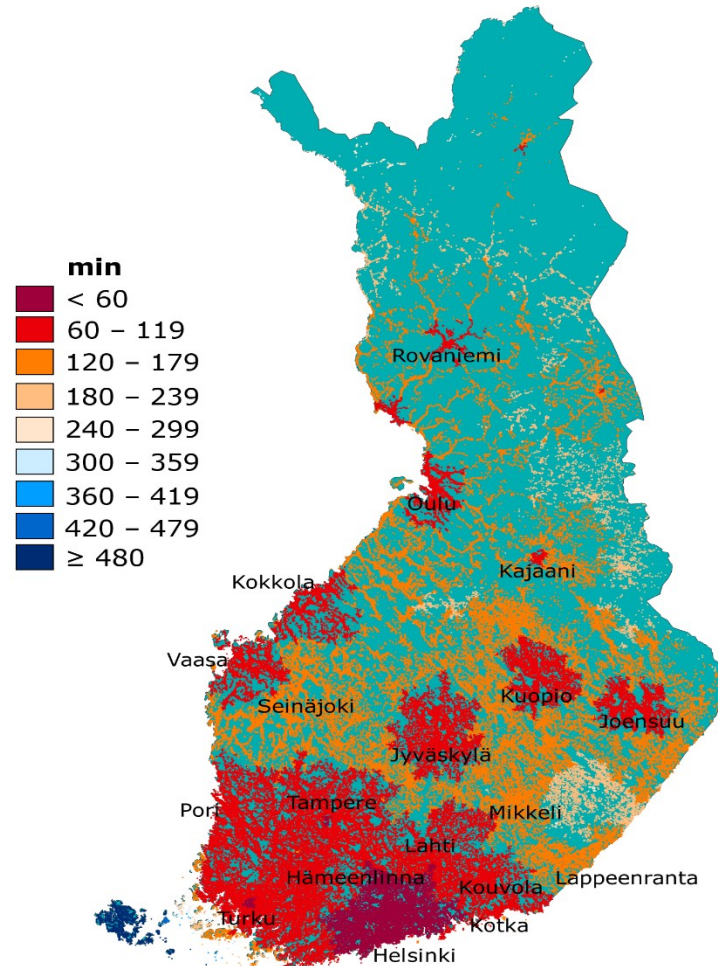 min
< 60
60 – 119
120 – 179
180 – 239
240 – 299
300 – 359
360 – 419
420 – 479
≥ 480
Rovaniemi
Oulu
Kajaani
Kokkola
Vaasa
Seinäjoki
Kuopio
Joensuu
Jyväskylä
Pori
Tampere
Mikkeli
Lahti
Hämeenlinna
Kouvola
Lappeenranta
Turku
Kotka
Helsinki